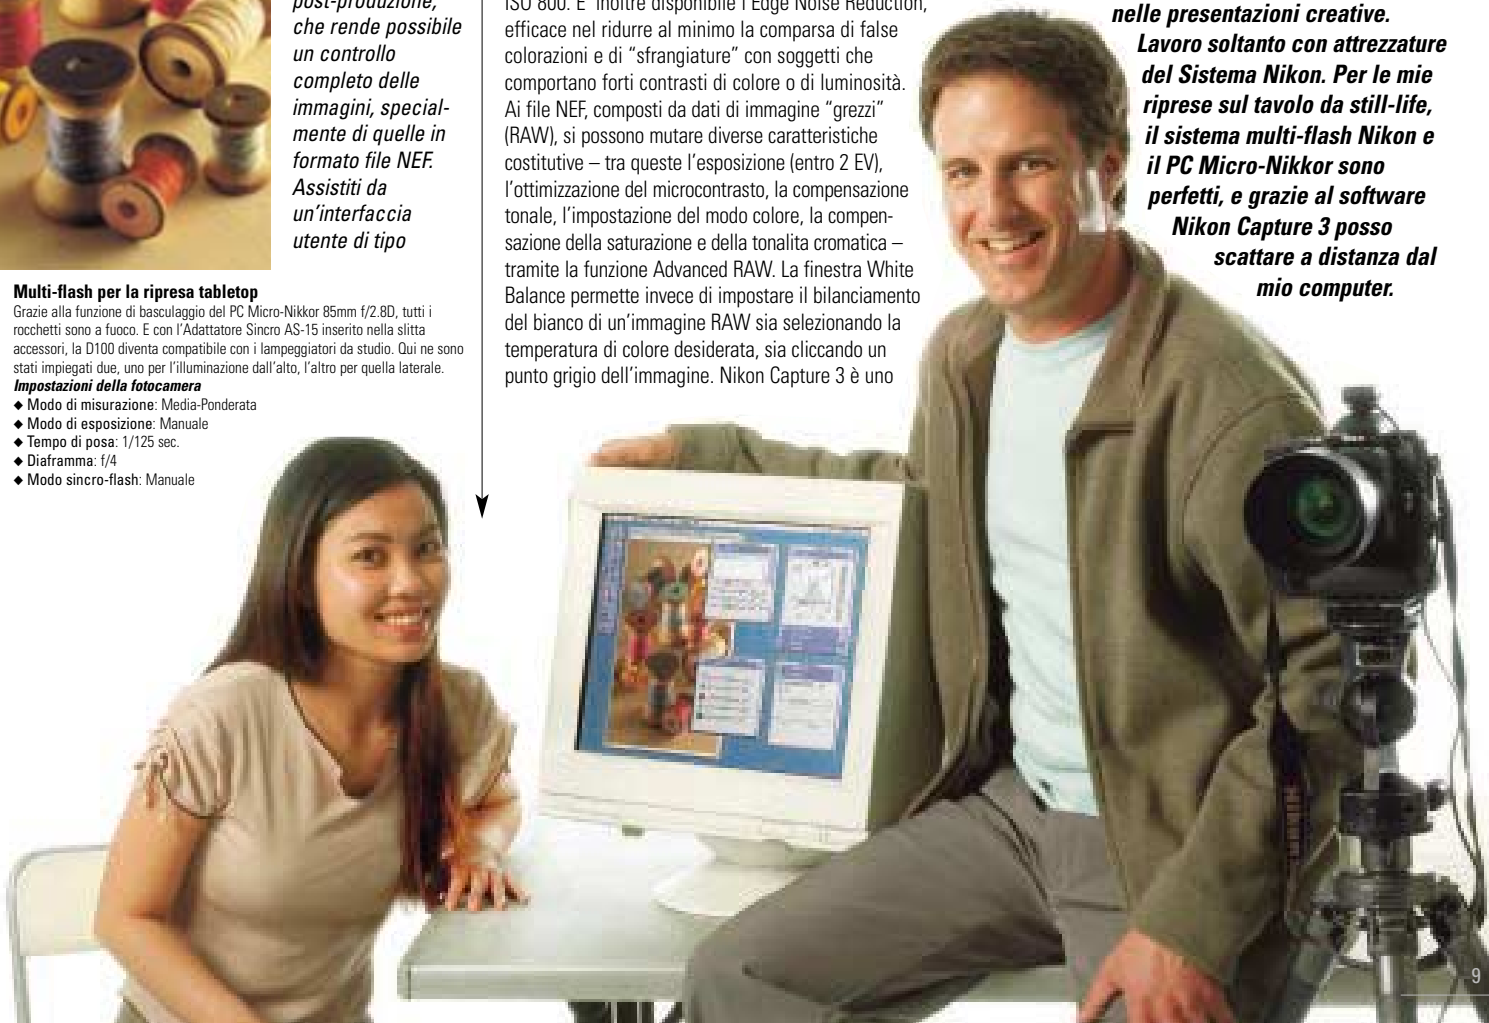 post-produzione,
che rende possibile
un controllo
completo delle
immagini, special-
mente di quelle in
formato file NEF.
Assistiti da
un'interfaccia
utente di tipo
Multi-flash per la ripresa tabletop
Grazie alla funzione di basculaggio del PC Micro-Nikkor 85mm f/2.8D, tutti i
rocchetti sono a fuoco. E con l'Adattatore Sincro AS-15 inserito nella slitta
accessori, la D100 diventa compatibile con i lampeggiatori da studio. Qui ne sono
stati impiegati due, uno per l'illuminazione dall'alto, l'altro per quella laterale.
Impostazioni della fotocamera
◆ Modo di misurazione: Media-Ponderata
◆ Modo di esposizione: Manuale
◆ Tempo di posa: 1/125 sec.
◆ Diaframma: f/4
◆ Modo sincro-flash: Manuale
ISO 800. E' inoltre disponibile l'Edge Noise Reduction,
efficace nel ridurre al minimo la comparsa di false
colorazioni e di “sfrangiature” con soggetti che
comportano forti contrasti di colore o di luminosità.
Ai file NEF, composti da dati di immagine “grezzi”
(RAW), si possono mutare diverse caratteristiche
costitutive – tra queste l'esposizione (entro 2 EV),
l'ottimizzazione del microcontrasto, la compensazione
tonale, l'impostazione del modo colore, la compen-
sazione della saturazione e della tonalita cromatica –
tramite la funzione Advanced RAW. La finestra White
Balance permette invece di impostare il bilanciamento
del bianco di un'immagine RAW sia selezionando la
temperatura di colore desiderata, sia cliccando un
punto grigio dell'immagine. Nikon Capture 3 è uno
nelle presentazioni creative.
Lavoro soltanto con attrezzature
del Sistema Nikon. Per le mie
riprese sul tavolo da still-life,
il sistema multi-flash Nikon e
il PC Micro-Nikkor sono
perfetti, e grazie al software
Nikon Capture 3 posso
scattare a distanza dal
mio computer.
9